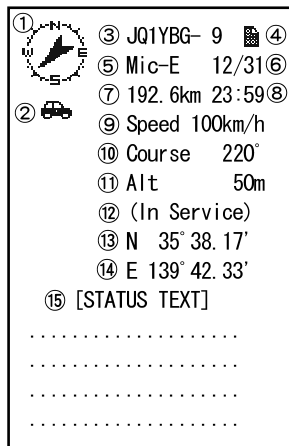 ① ③ JQ1YBG- 9 ④
N W E S
⑤ Mic-E 12/31⑥
⑦ 192.6km 23:59⑧
② ⑨ Speed 100km/h
⑩ Course 220°
⑪ Alt 50m
⑫ (In Service)
⑬ N 35°38.17'
⑭ E 139°42.33'
⑮ [STATUS TEXT]
.....................
.....................
.....................
.....................